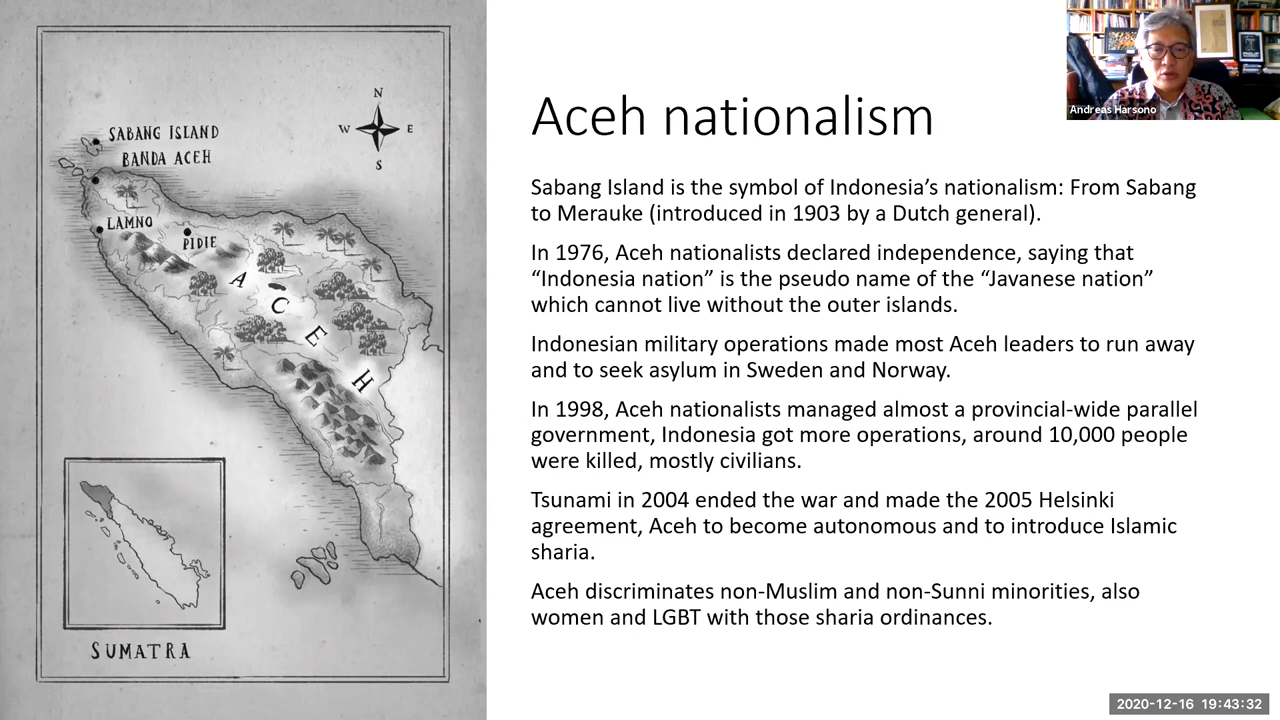 N
W E
S
SABANG ISLAND
BANDA ACEH
LAMNO
PIDIE
ACEH
SUMATRA
Aceh nationalism
Sabang Island is the symbol of Indonesia’s nationalism: From Sabang
to Merauke (introduced in 1903 by a Dutch general).
In 1976, Aceh nationalists declared independence, saying that
“Indonesia nation” is the pseudo name of the “Javanese nation”
which cannot live without the outer islands.
Indonesian military operations made most Aceh leaders to run away
and to seek asylum in Sweden and Norway.
In 1998, Aceh nationalists managed almost a provincial-wide parallel
government, Indonesia got more operations, around 10,000 people
were killed, mostly civilians.
Tsunami in 2004 ended the war and made the 2005 Helsinki
agreement, Aceh to become autonomous and to introduce Islamic
sharia.
Aceh discriminates non-Muslim and non-Sunni minorities, also
women and LGBT with those sharia ordinances.
Andreas Harsono
2020-12-16 19:43:32